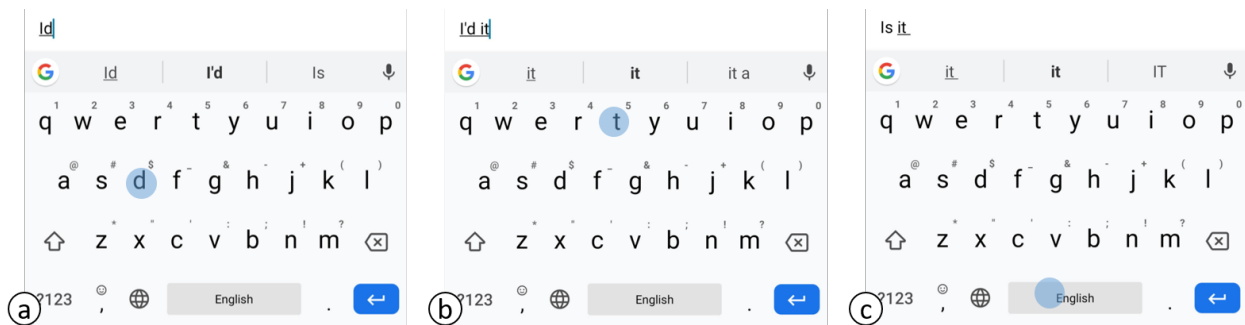 Id
Id I'd Is
1 2 3 4 5 6 7 8 9 0
q w e r t y u i o p
@ # $ _ & - + ( )
a s d f g h j k l
* " ' : ; ! ?
z x c v b n m
?123 , English .
a
I'd it
it it it a
1 2 3 4 5 6 7 8 9 0
q w e r t y u i o p
@ # $ _ & - + ( )
a s d f g h j k l
* " ' : ; ! ?
z x c v b n m
?123 , English .
b
Is it
it it IT
1 2 3 4 5 6 7 8 9 0
q w e r t y u i o p
@ # $ _ & - + ( )
a s d f g h j k l
* " ' : ; ! ?
z x c v b n m
?123 , English .
c